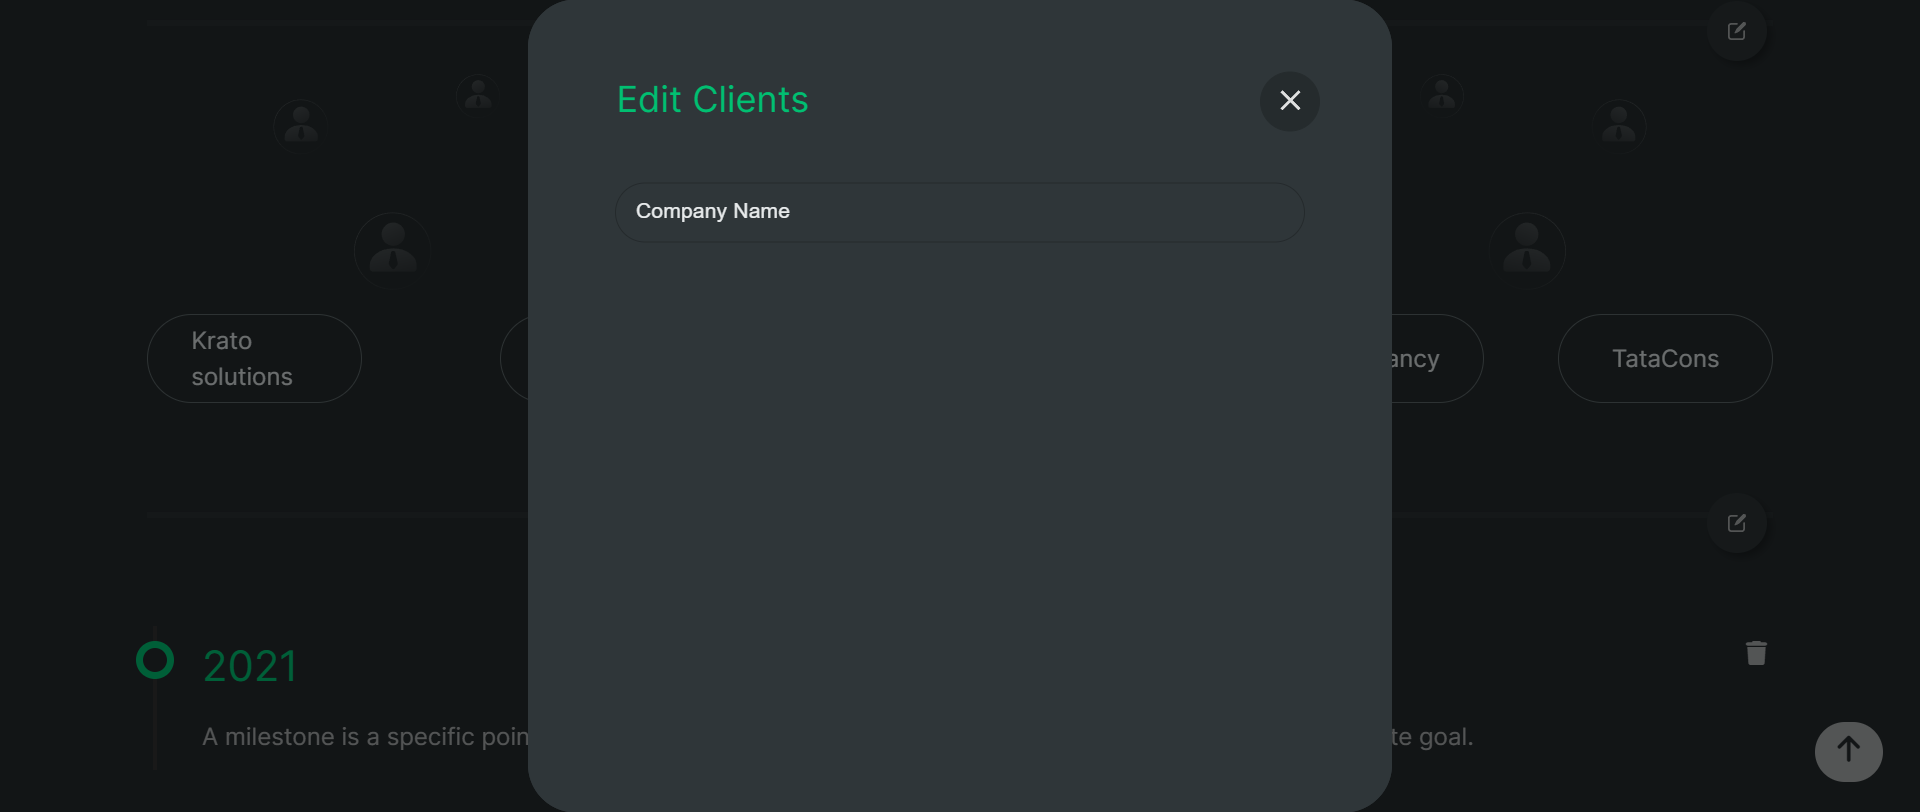 Edit Clients
Company Name
Krato
solutions
ancy
TataCons
2021
A milestone is a specific poin
te goal.